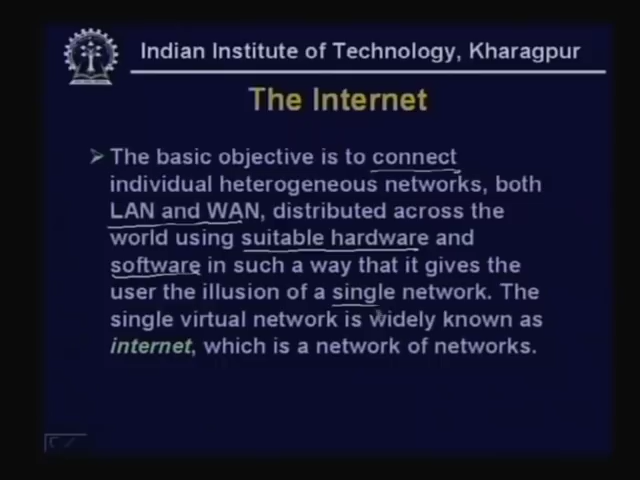 Indian Institute of Technology, Kharagpur
The Internet
The basic objective is to connect
individual heterogeneous networks, both
LAN and WAN, distributed across the
world using suitable hardware and
software in such a way that it gives the
user the illusion of a single network. The
single virtual network is widely known as
internet, which is a network of networks.